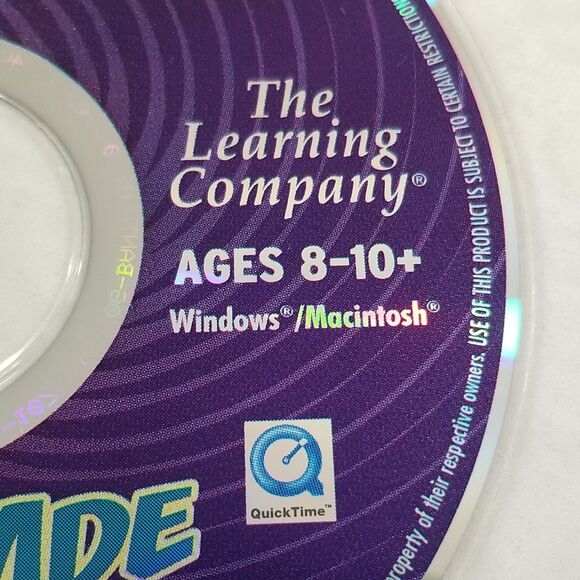 The
Learning
Company®
AGES 8-10+
Windows®/Macintosh®
QuickTime™
property of their respective owners. USE OF THIS PRODUCT IS SUBJECT TO CERTAIN RESTRICTIONS